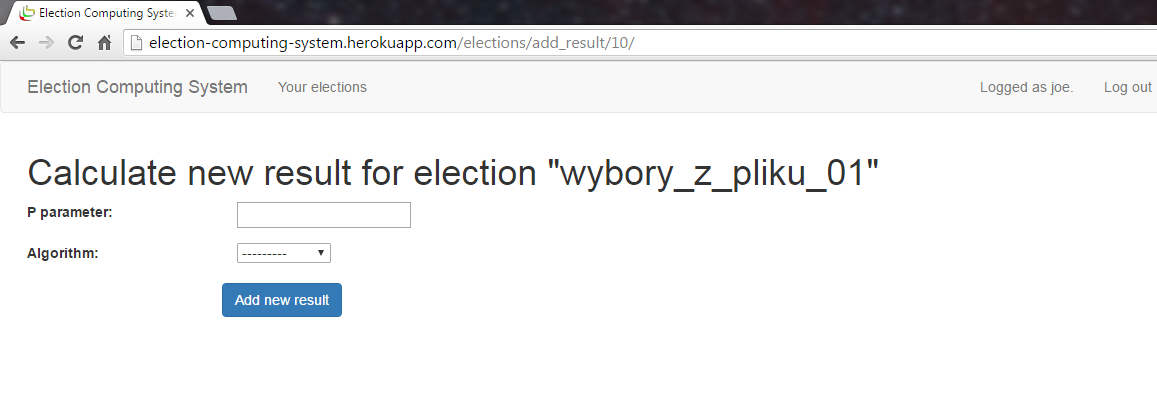 Election Computing Syste
election-computing-system.herokuapp.com/elections/add_result/10/
Election Computing System Your elections Logged as joe. Log out
Calculate new result for election "wybory_z_pliku_01"
P parameter:
Algorithm: ---------
Add new result